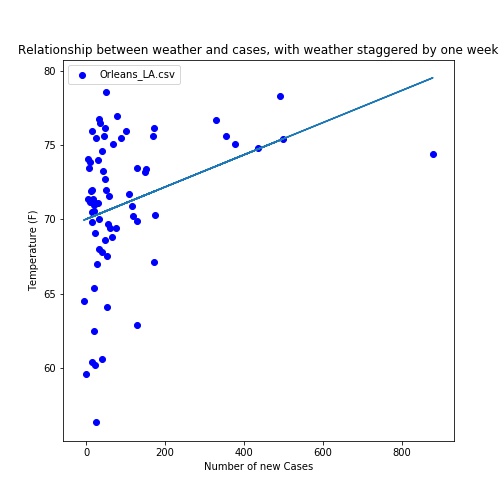 Relationship between weather and cases, with weather staggered by one week
Orleans_LA.csv
80
75
70
65
60
Temperature (F)
0 200 400 600 800
Number of new Cases